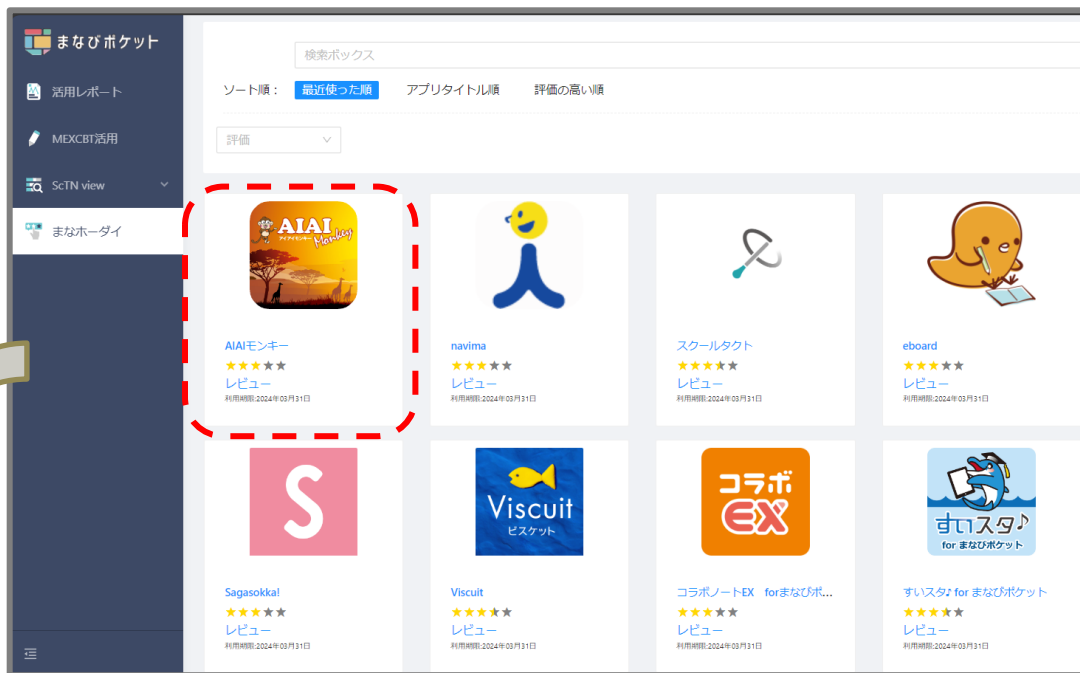 まなびポケット
活用レポート
MEXCBT活用
ScTN view
まなホーダイ
検索ボックス
ソート順： 最近使った順 アプリタイトル順 評価の高い順
評価
AIAI
アイアイモンキー
Monkey
AIAIモンキー
レビュー
利用期限:2024年03月31日
navima
レビュー
利用期限:2024年03月31日
スクールタクト
レビュー
利用期限:2024年03月31日
eboard
レビュー
利用期限:2024年03月31日
S
Sagasokka!
レビュー
利用期限:2024年03月31日
Viscuit
ビスケット
Viscuit
レビュー
利用期限:2024年03月31日
コラボ
EX
コラボノートEX forまなびポ...
レビュー
利用期限:2024年03月31日
すいスタ♪
for まなびポケット
すいスタ♪ for まなびポケット
レビュー
利用期限:2024年03月31日